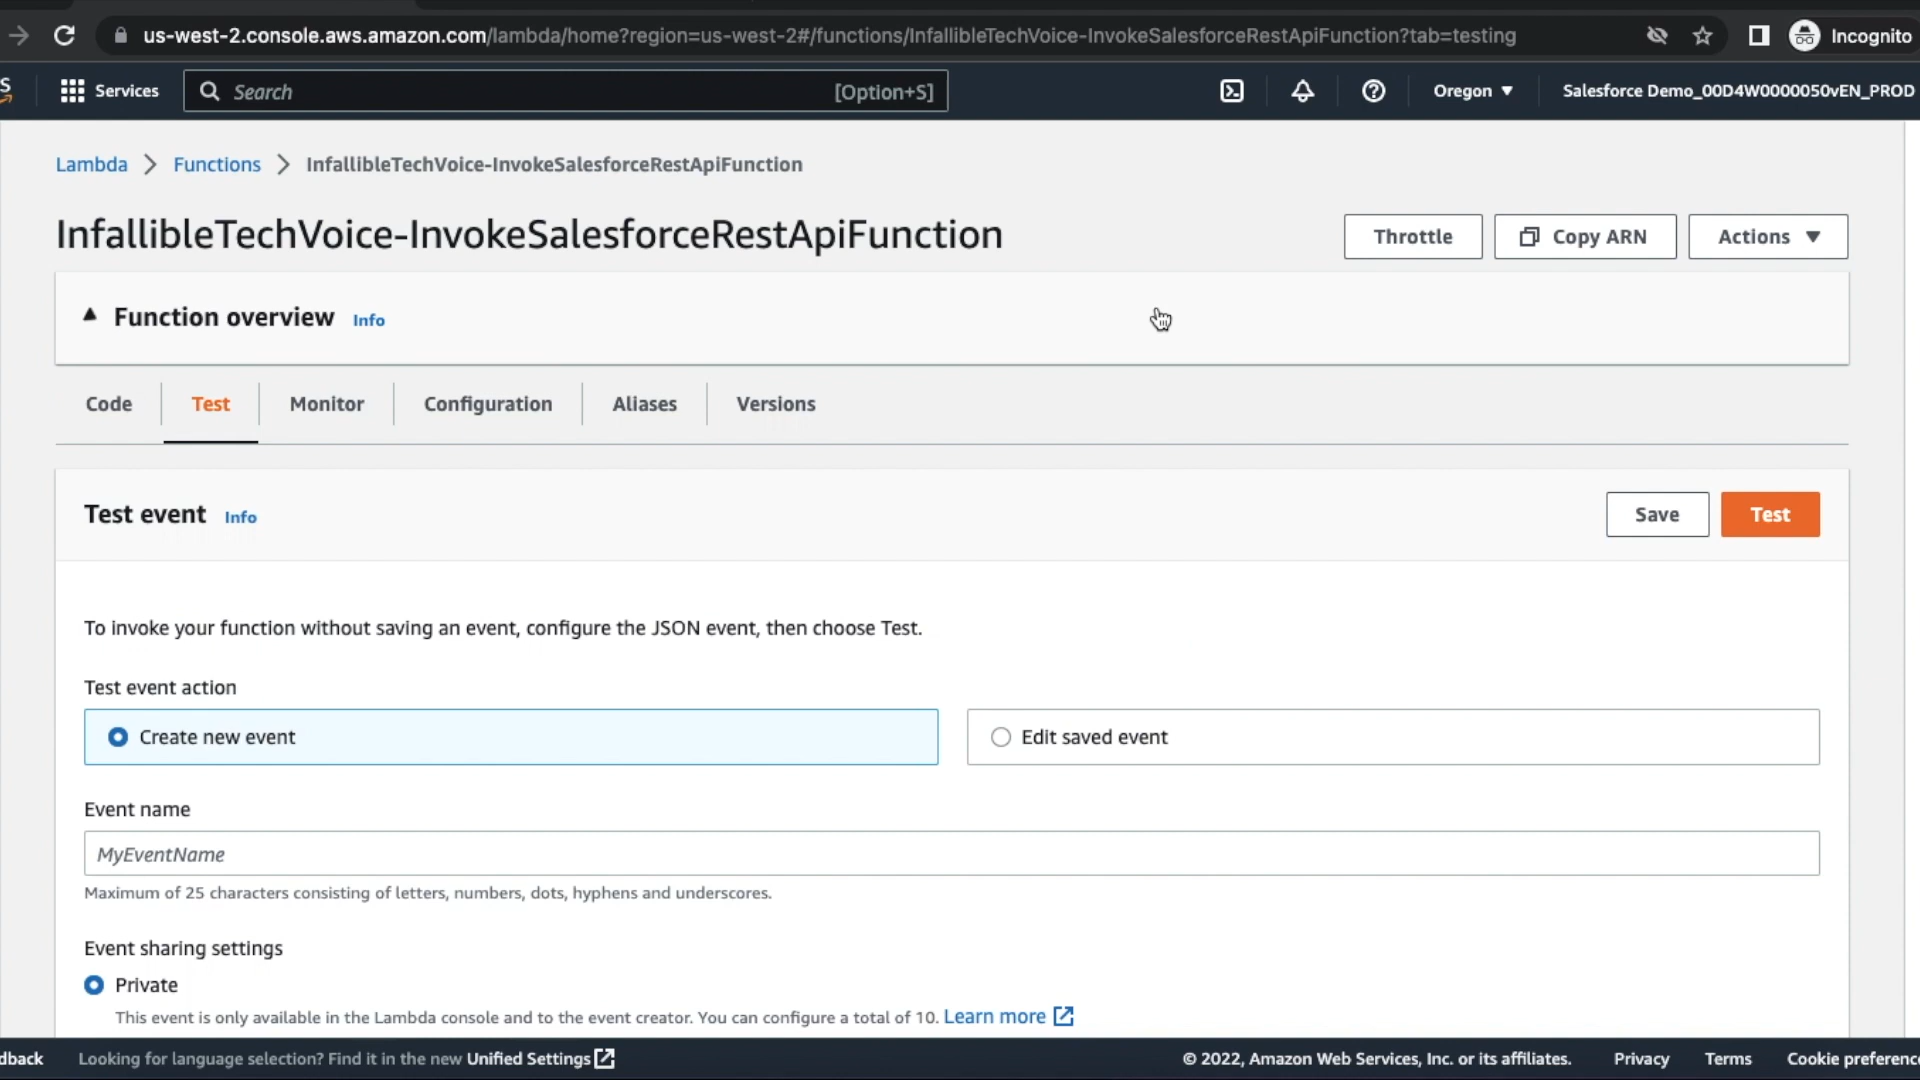 us-west-2.console.aws.amazon.com/lambda/home?region=us-west-2#/functions/InfallibleTechVoice-InvokeSalesforceRestApiFunction?tab=testing
Incognito
Services
Search
[Option+S]
Oregon ▼
Salesforce Demo_00D4W0000050vEN_PROD
Lambda > Functions > InfallibleTechVoice-InvokeSalesforceRestApiFunction
InfallibleTechVoice-InvokeSalesforceRestApiFunction
Throttle
Copy ARN
Actions ▼
▲ Function overview Info
Code
Test
Monitor
Configuration
Aliases
Versions
Test event Info
Save
Test
To invoke your function without saving an event, configure the JSON event, then choose Test.
Test event action
Create new event
Edit saved event
Event name
MyEventName
Maximum of 25 characters consisting of letters, numbers, dots, hyphens and underscores.
Event sharing settings
Private
This event is only available in the Lambda console and to the event creator. You can configure a total of 10. Learn more
dback
Looking for language selection? Find it in the new Unified Settings
© 2022, Amazon Web Services, Inc. or its affiliates.
Privacy
Terms
Cookie preference